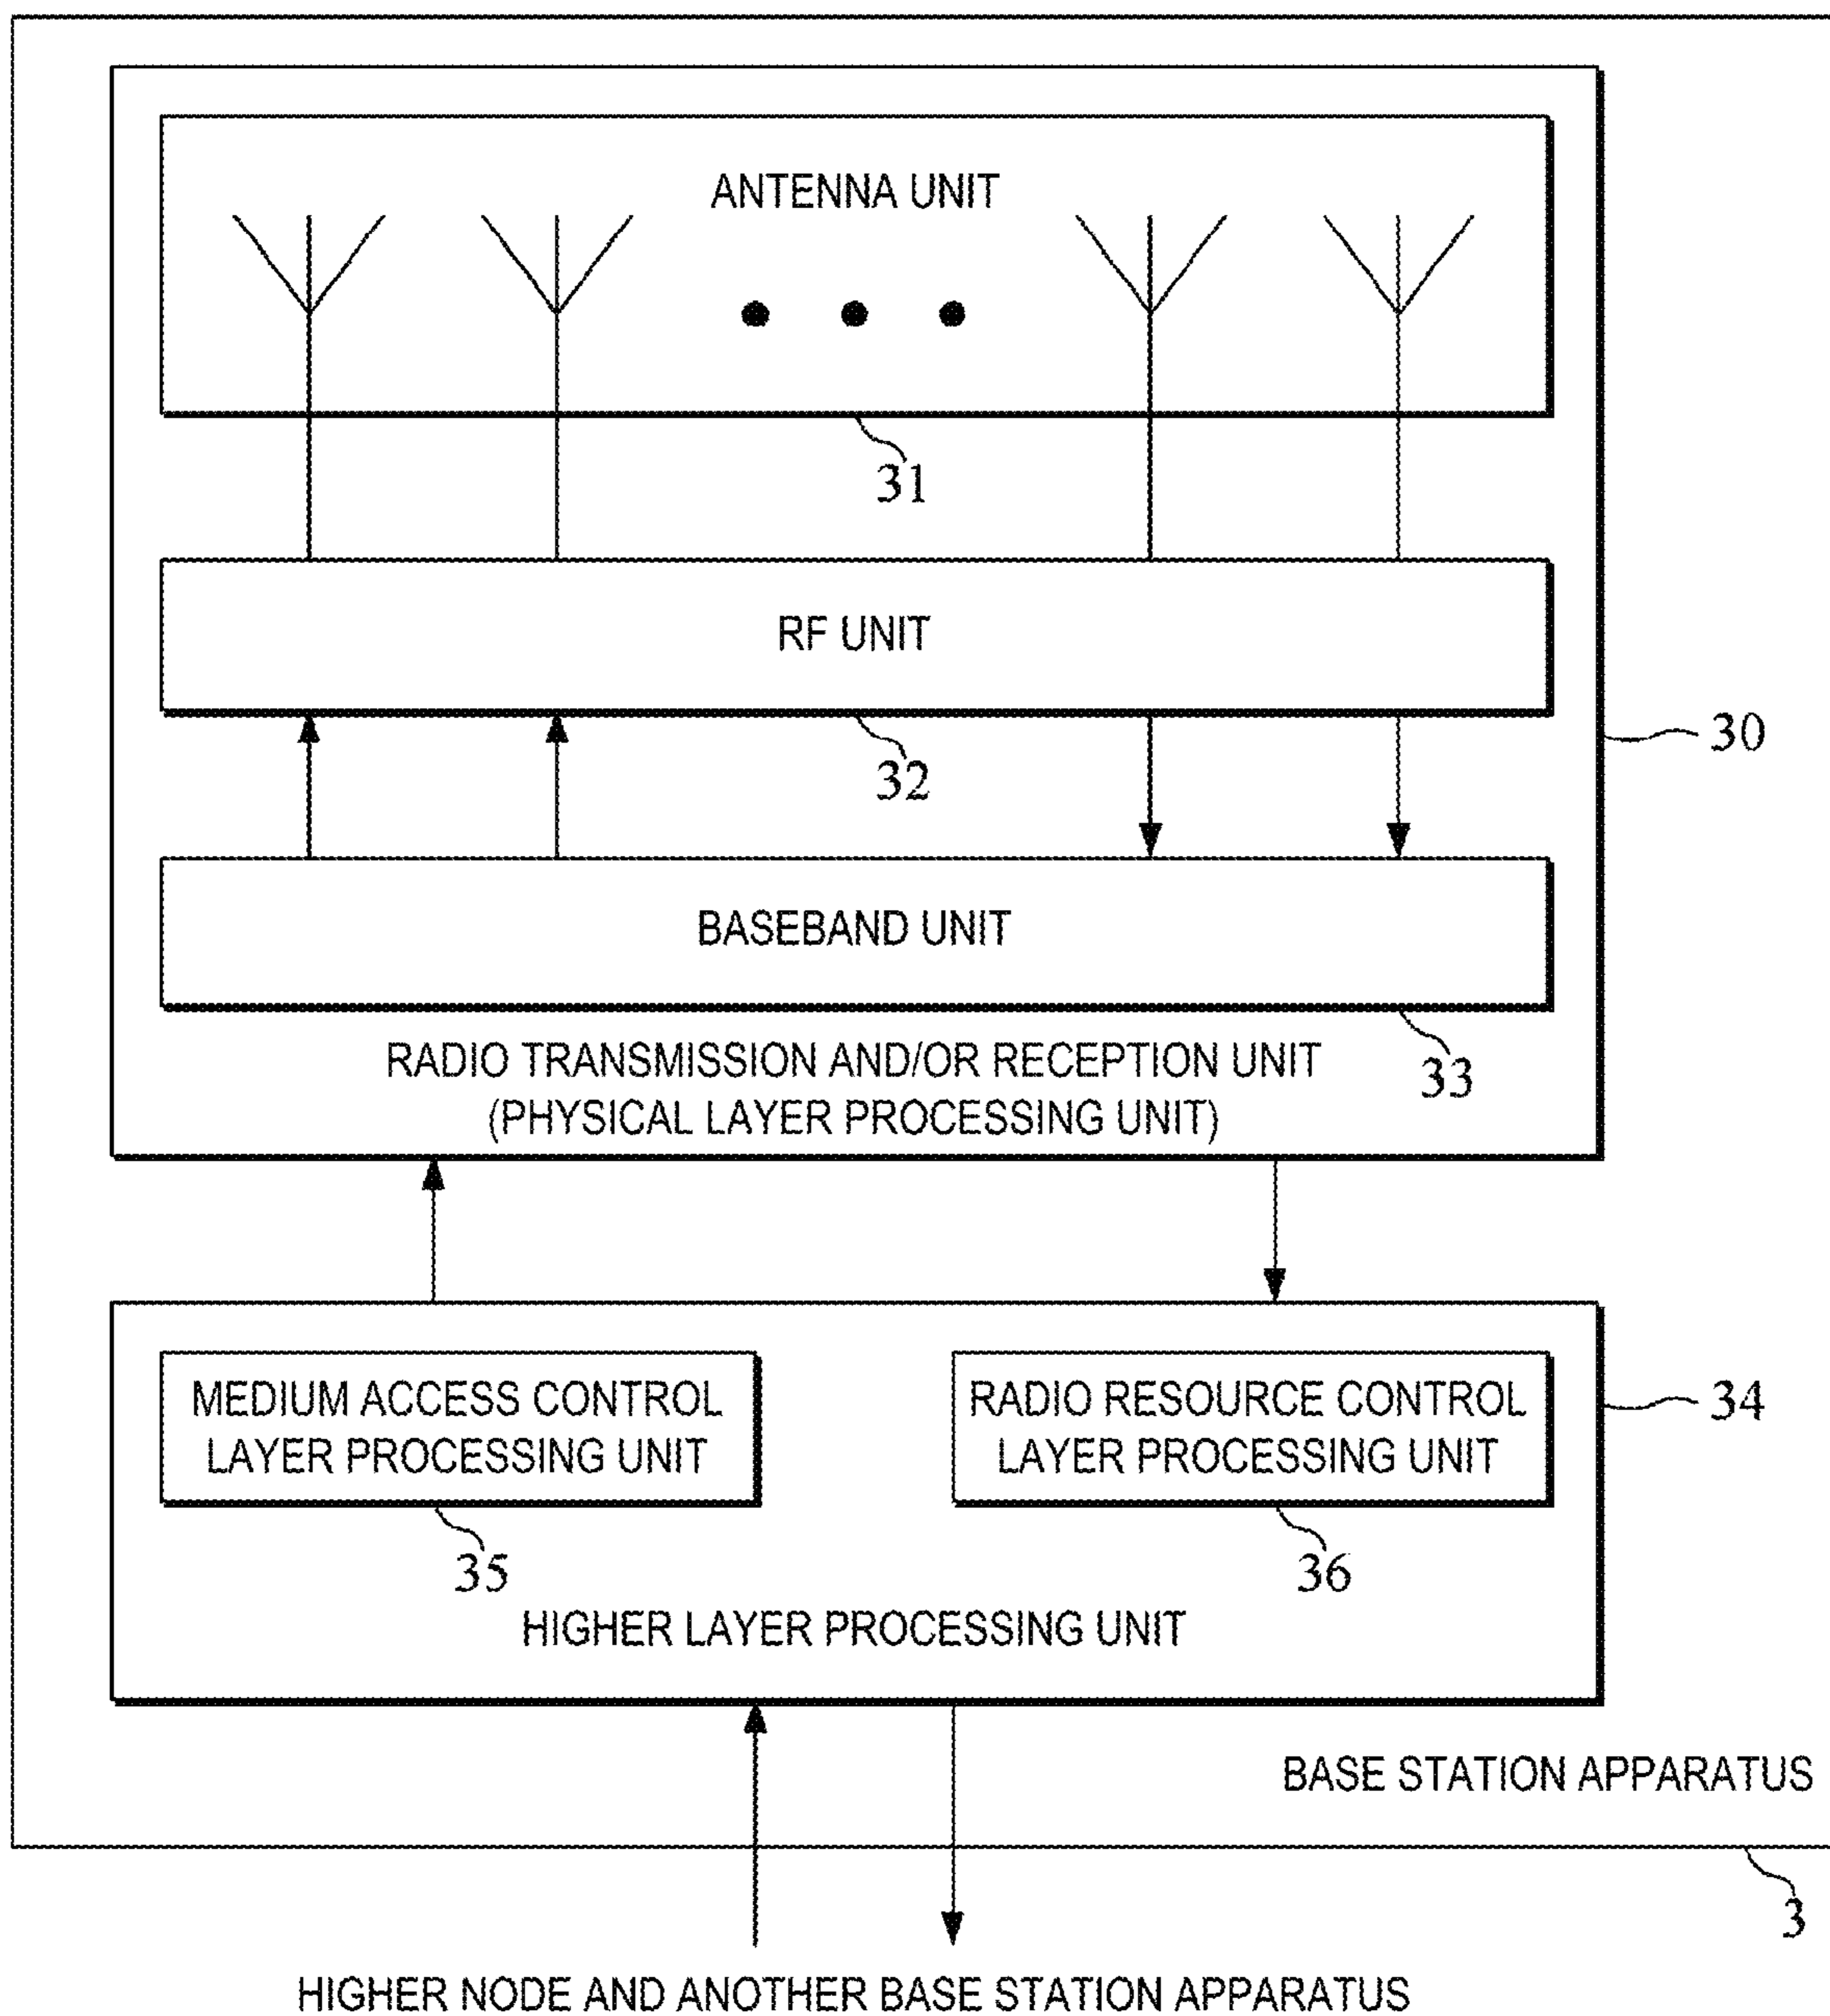 ANTENNA UNIT
31
RF UNIT
32
30
BASEBAND UNIT
33
RADIO TRANSMISSION AND/OR RECEPTION UNIT
(PHYSICAL LAYER PROCESSING UNIT)
MEDIUM ACCESS CONTROL
LAYER PROCESSING UNIT
35
RADIO RESOURCE CONTROL
LAYER PROCESSING UNIT
36
34
HIGHER LAYER PROCESSING UNIT
BASE STATION APPARATUS
3
HIGHER NODE AND ANOTHER BASE STATION APPARATUS